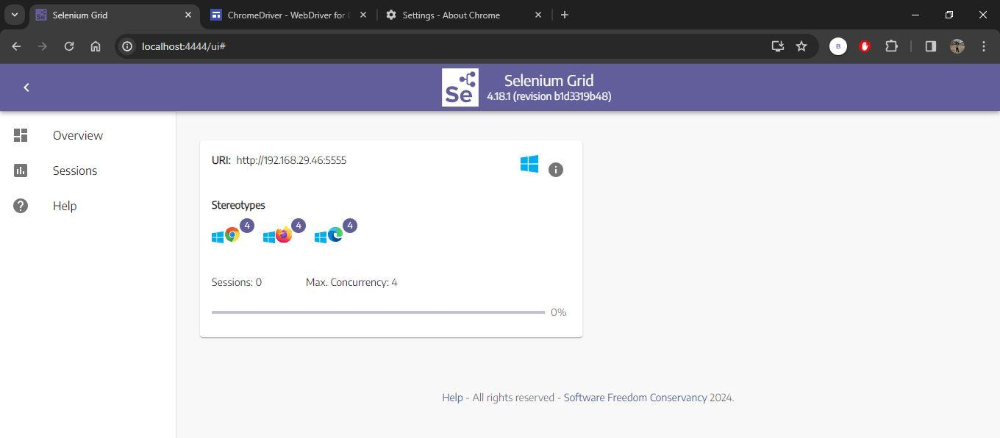 Selenium Grid
ChromeDriver - WebDriver for
Settings - About Chrome
localhost:4444/ui#
B
Se
Selenium Grid
4.18.1 (revision b1d3319b48)
Overview
Sessions
Help
URI: http://192.168.29.46:5555
Stereotypes
4 4 4
Sessions: 0 Max. Concurrency: 4
0%
Help - All rights reserved - Software Freedom Conservancy 2024.